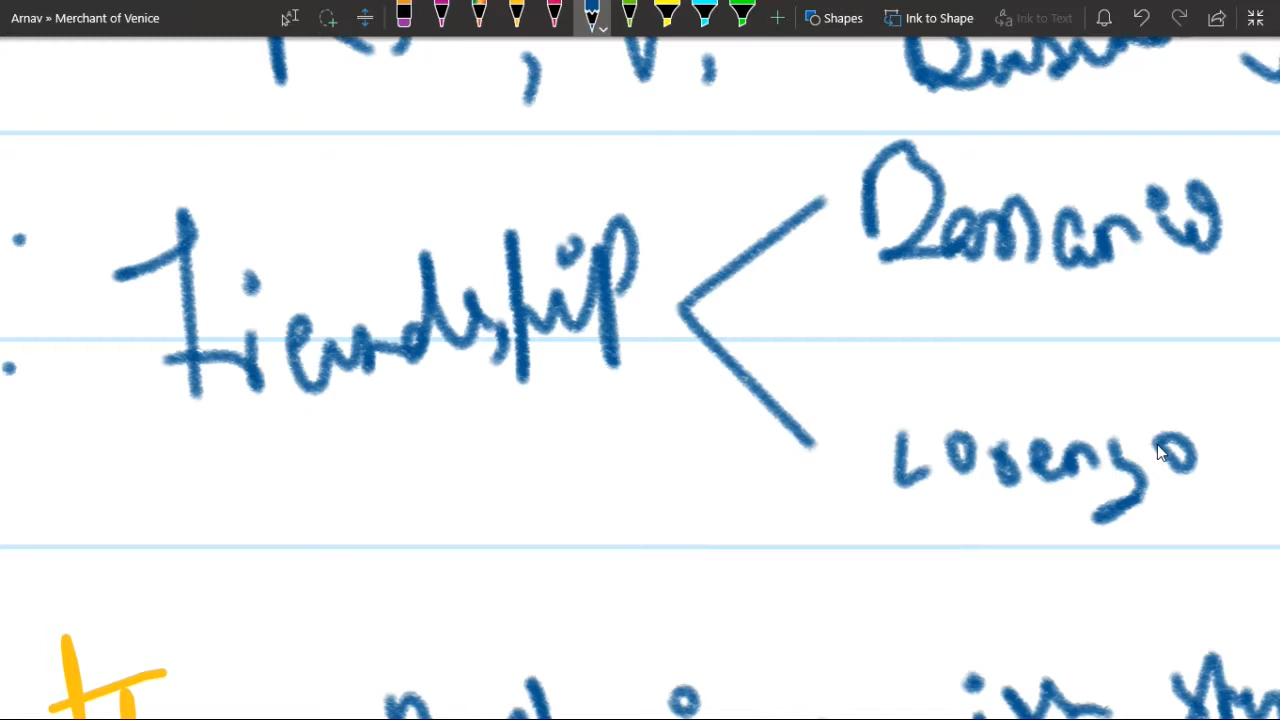 Arnav » Merchant of Venice
Shapes
Ink to Shape
Ink to Text
Friendship
Bassanio
Lorenzo